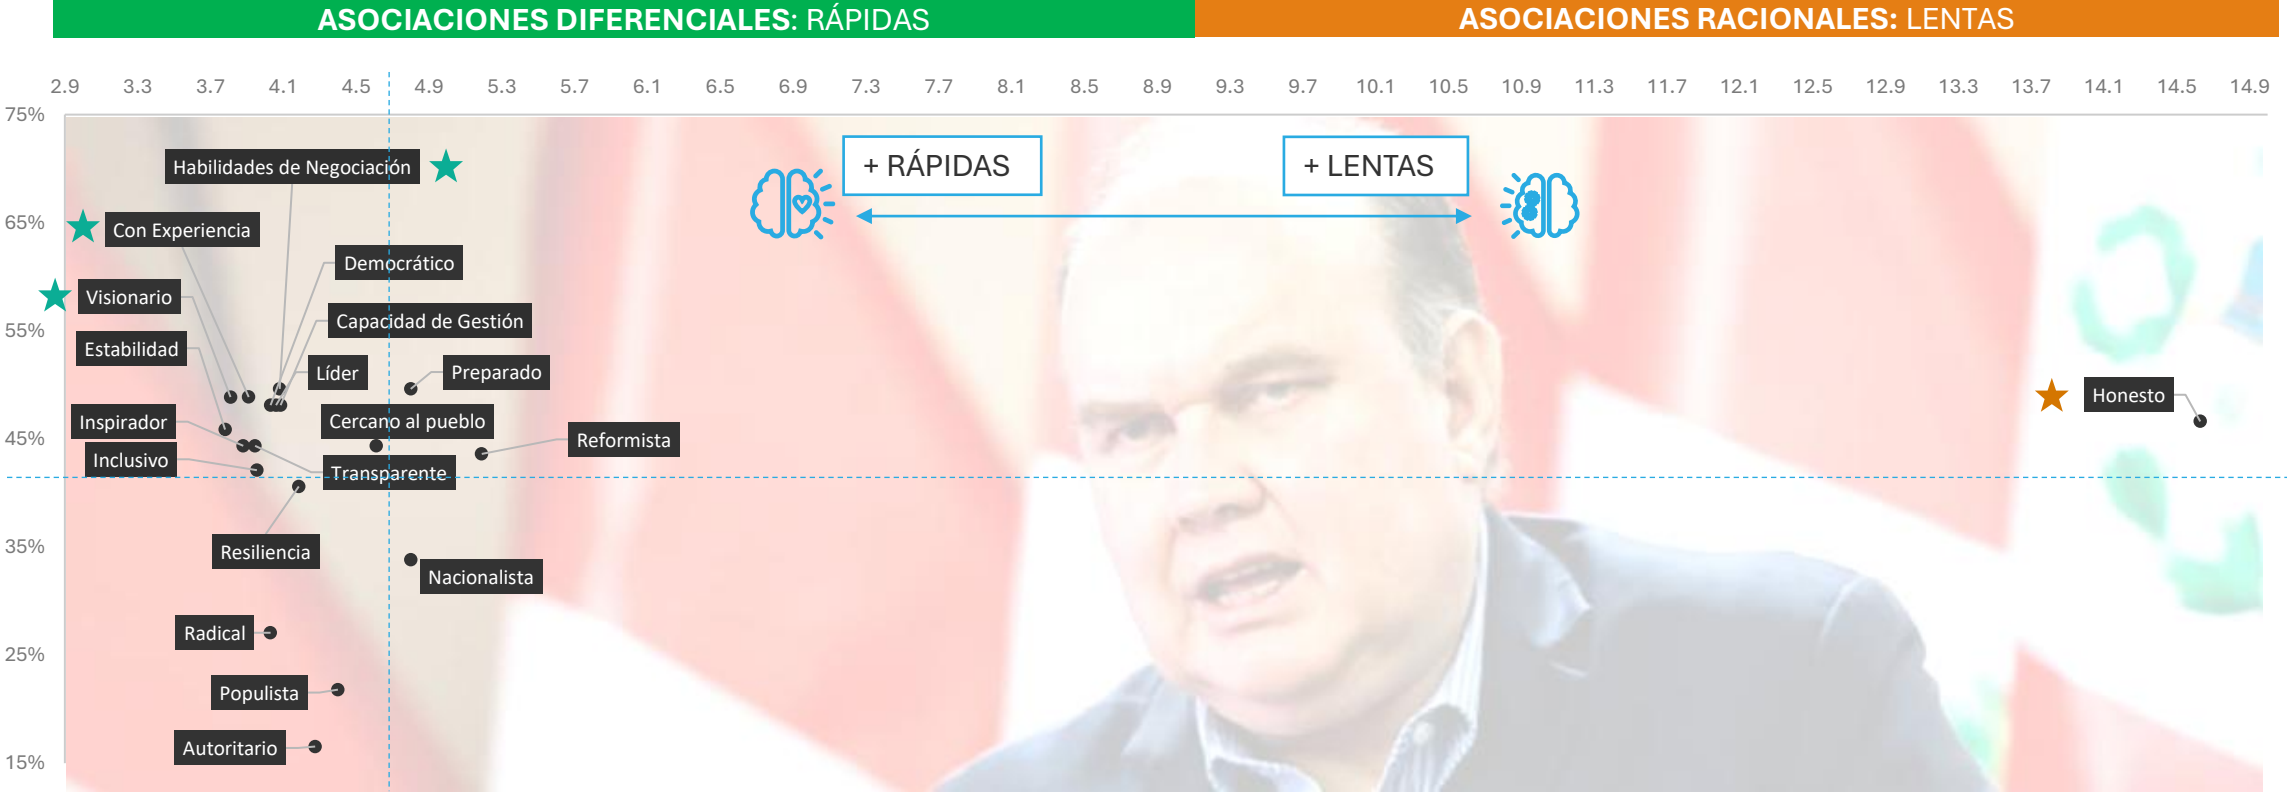 ASOCIACIONES DIFERENCIALES: RÁPIDAS
ASOCIACIONES RACIONALES: LENTAS
2.9 3.3 3.7 4.1 4.5 4.9 5.3 5.7 6.1 6.5 6.9 7.3 7.7 8.1 8.5 8.9 9.3 9.7 10.1 10.5 10.9 11.3 11.7 12.1 12.5 12.9 13.3 13.7 14.1 14.5 14.9
75%
+ RÁPIDAS
+ LENTAS
Habilidades de Negociación
65%
Con Experiencia
Democrático
Visionario
55%
Capacidad de Gestión
Estabilidad
Líder
Preparado
Honesto
Inspirador
Cercano al pueblo
45%
Reformista
Inclusivo
Transparente
35%
Resiliencia
Nacionalista
Radical
25%
Populista
Autoritario
15%